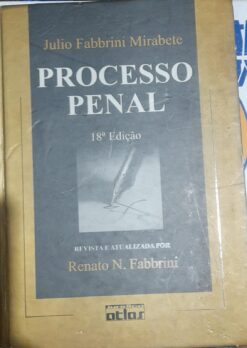 Julio Fabbrini Mirabete
PROCESSO
PENAL
18ª Edição
REVISTA E ATUALIZADA POR
Renato N. Fabbrini
atlas